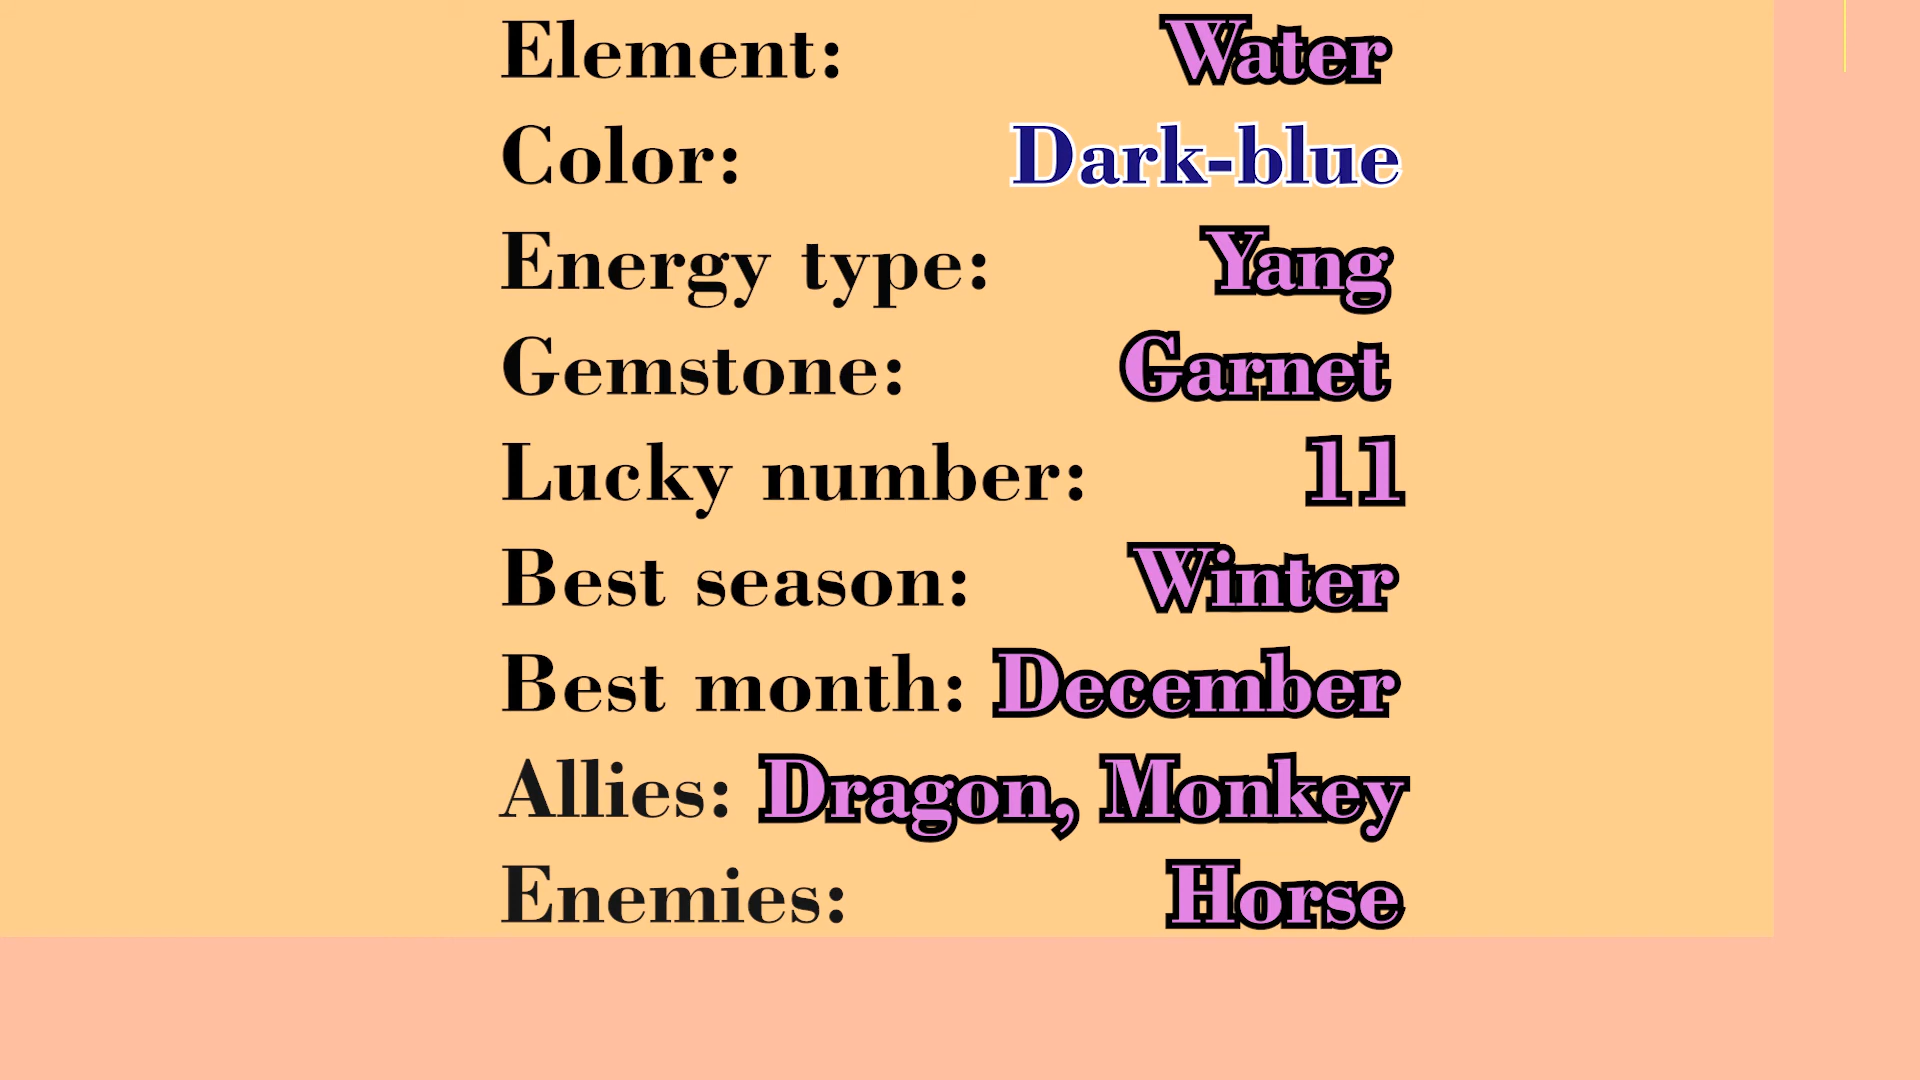 Element: Water
Color: Dark-blue
Energy type: Yang
Gemstone: Garnet
Lucky number: 11
Best season: Winter
Best month: December
Allies: Dragon, Monkey
Enemies: Horse